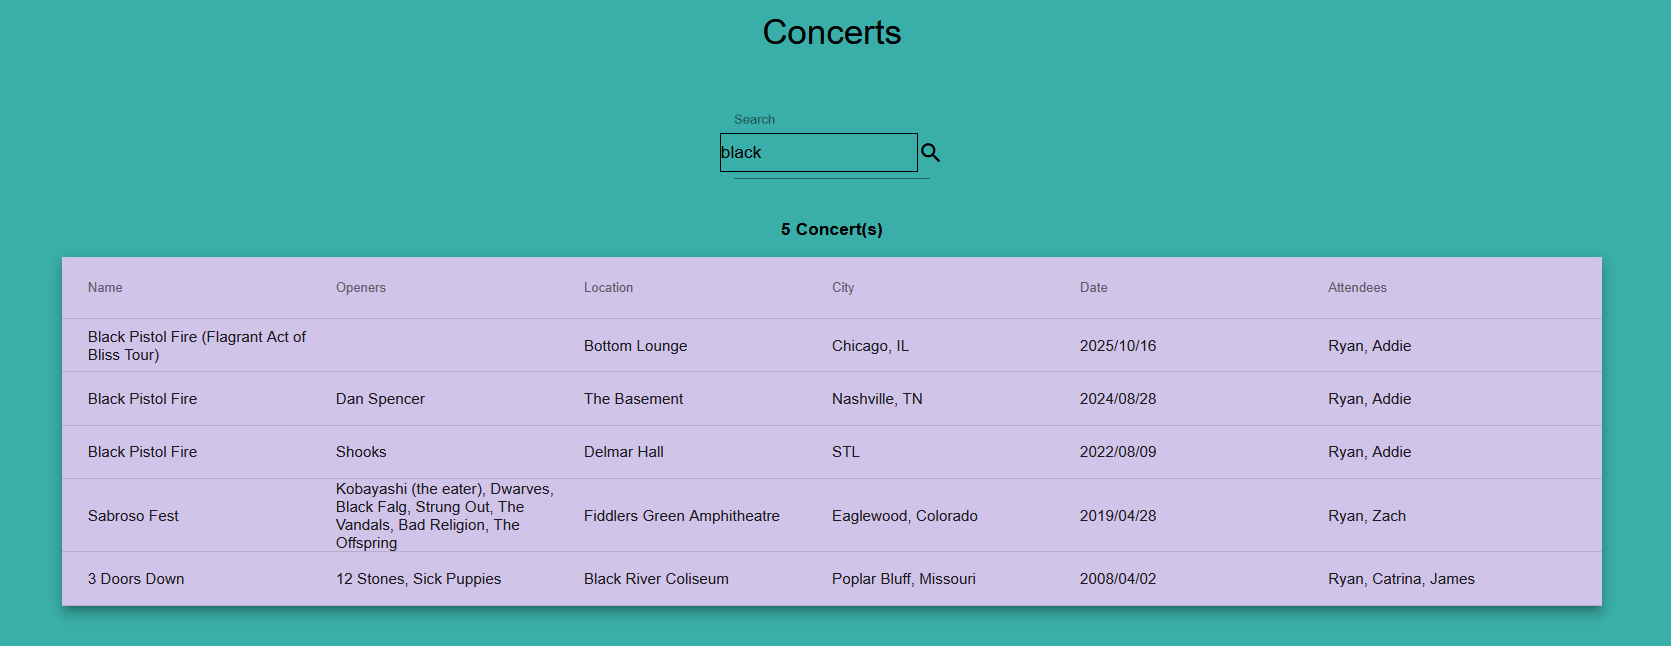 Concerts
Search
black
5 Concert(s)
Name Openers Location City Date Attendees
Black Pistol Fire (Flagrant Act of
Bliss Tour)
Bottom Lounge Chicago, IL 2025/10/16 Ryan, Addie
Black Pistol Fire Dan Spencer The Basement Nashville, TN 2024/08/28 Ryan, Addie
Black Pistol Fire Shooks Delmar Hall STL 2022/08/09 Ryan, Addie
Sabroso Fest
Kobayashi (the eater), Dwarves,
Black Falg, Strung Out, The
Vandals, Bad Religion, The
Offspring
Fiddlers Green Amphitheatre Eaglewood, Colorado 2019/04/28 Ryan, Zach
3 Doors Down 12 Stones, Sick Puppies Black River Coliseum Poplar Bluff, Missouri 2008/04/02 Ryan, Catrina, James